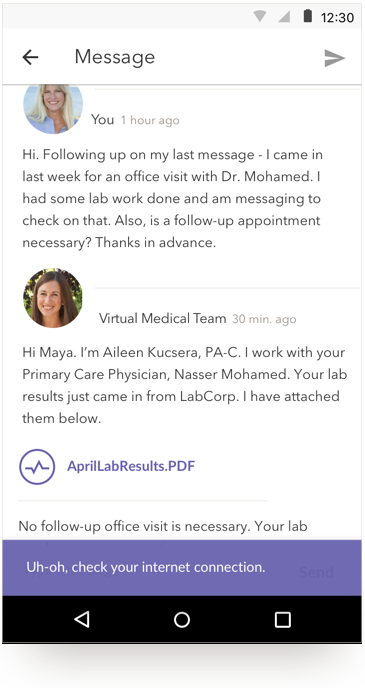 12:30
Message
You 1 hour ago
Hi. Following up on my last message - I came in
last week for an office visit with Dr. Mohamed. I
had some lab work done and am messaging to
check on that. Also, is a follow-up appointment
necessary? Thanks in advance.
Virtual Medical Team 30 min. ago
Hi Maya. I'm Aileen Kucsera, PA-C. I work with your
Primary Care Physician, Nasser Mohamed. Your lab
results just came in from LabCorp. I have attached
them below.
AprilLabResults.PDF
No follow-up office visit is necessary. Your lab
Uh-oh, check your internet connection.
Send